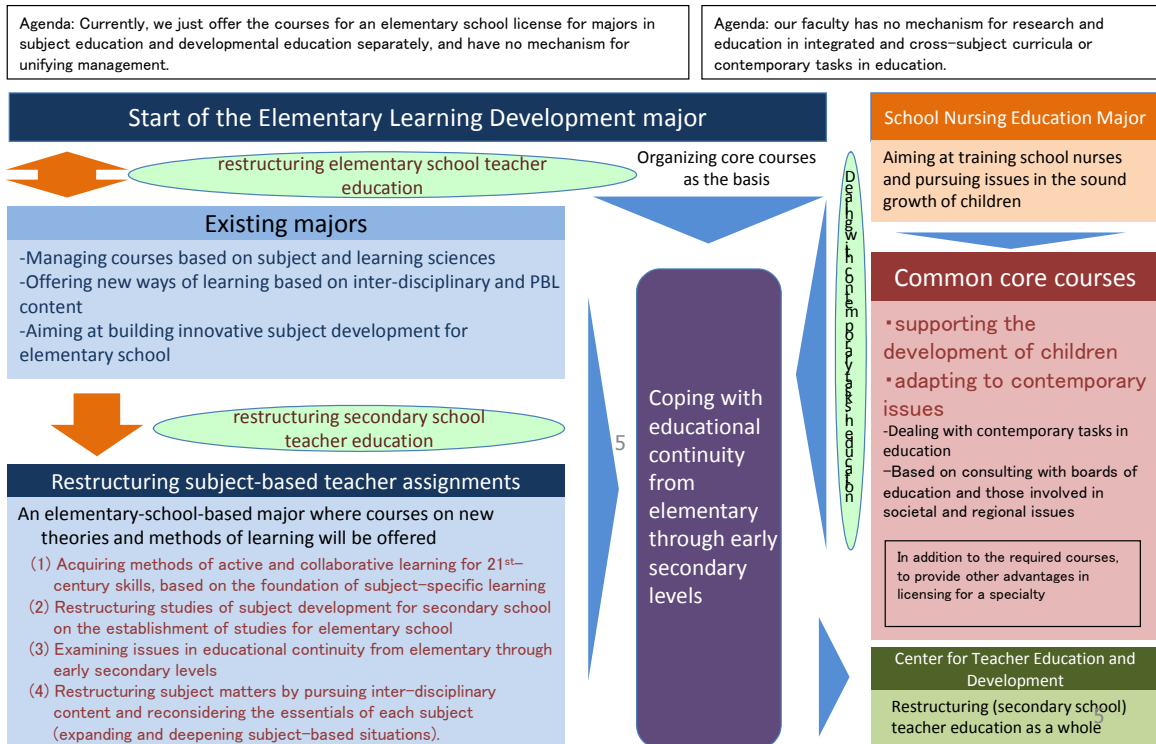 Agenda: Currently, we just offer the courses for an elementary school license for majors in
subject education and developmental education separately, and have no mechanism for
unifying management.
Agenda: our faculty has no mechanism for research and
education in integrated and cross-subject curricula or
contemporary tasks in education.
Start of the Elementary Learning Development major
restructuring elementary school teacher
education
Organizing core courses
as the basis
Existing majors
-Managing courses based on subject and learning sciences
-Offering new ways of learning based on inter-disciplinary and PBL
content
-Aiming at building innovative subject development for
elementary school
restructuring secondary school
teacher education
Restructuring subject-based teacher assignments
An elementary-school-based major where courses on new
theories and methods of learning will be offered
(1) Acquiring methods of active and collaborative learning for 21st-
century skills, based on the foundation of subject-specific learning
(2) Restructuring studies of subject development for secondary school
on the establishment of studies for elementary school
(3) Examining issues in educational continuity from elementary through
early secondary levels
(4) Restructuring subject matters by pursuing inter-disciplinary
content and reconsidering the essentials of each subject
(expanding and deepening subject-based situations).
5
Coping with
educational
continuity
from
elementary
through early
secondary
levels
Dealing with contemporary tasks in education
School Nursing Education Major
Aiming at training school nurses
and pursuing issues in the sound
growth of children
Common core courses
・supporting the
development of children
・adapting to contemporary
issues
-Dealing with contemporary tasks in
education
-Based on consulting with boards of
education and those involved in
societal and regional issues
In addition to the required courses,
to provide other advantages in
licensing for a specialty
Center for Teacher Education and
Development
Restructuring (secondary school)
teacher education as a whole
5